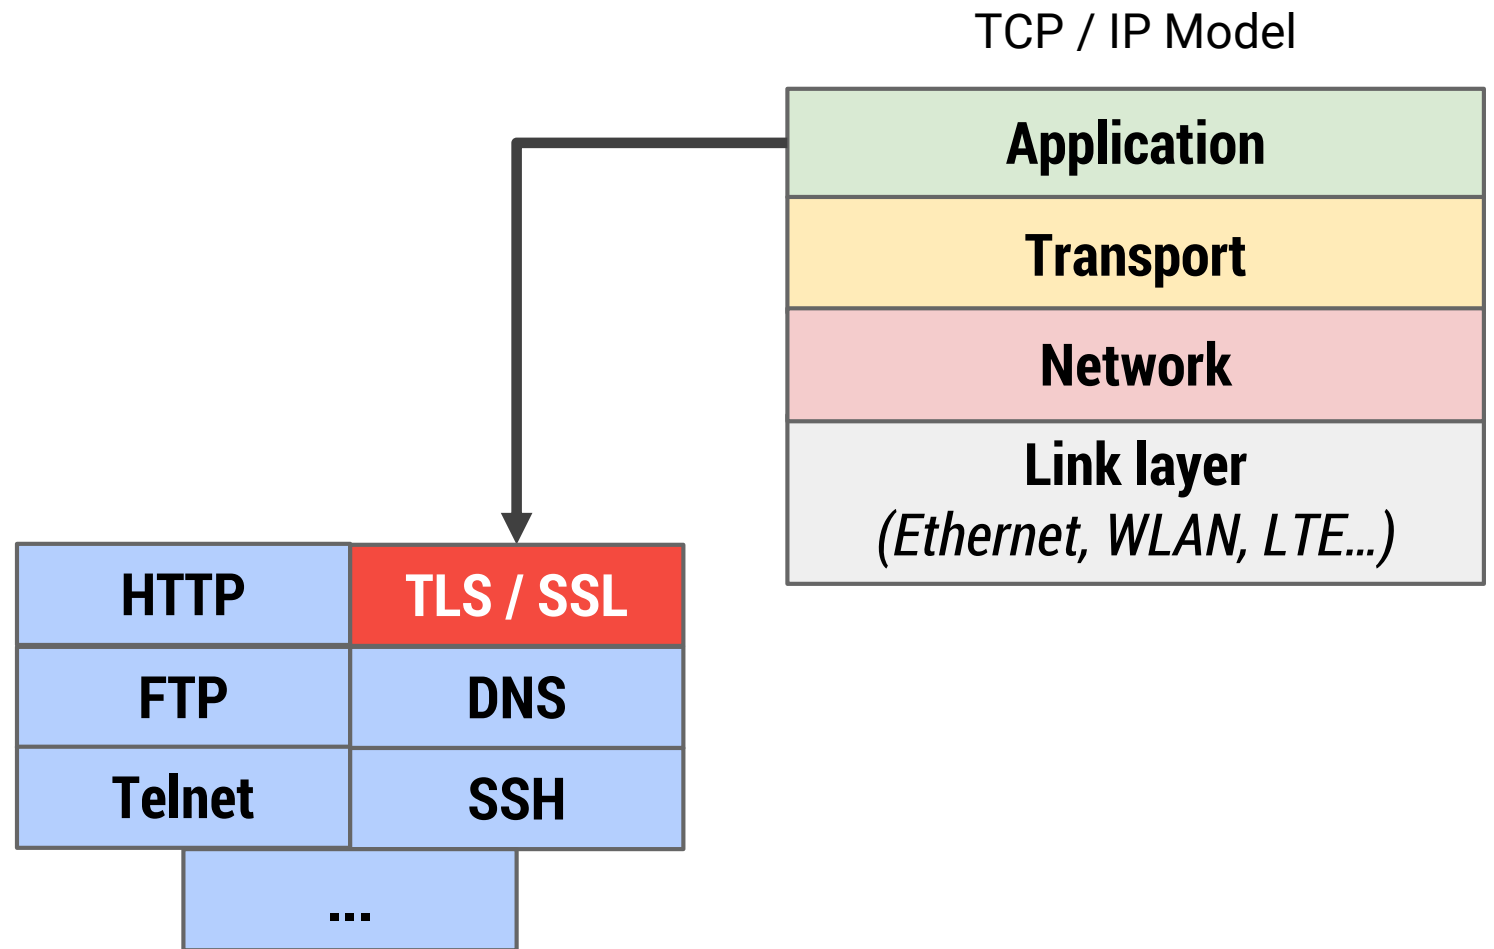 TCP / IP Model
Application
Transport
Network
Link layer
(Ethernet, WLAN, LTE...)
HTTP
TLS / SSL
FTP
DNS
Telnet
SSH
...